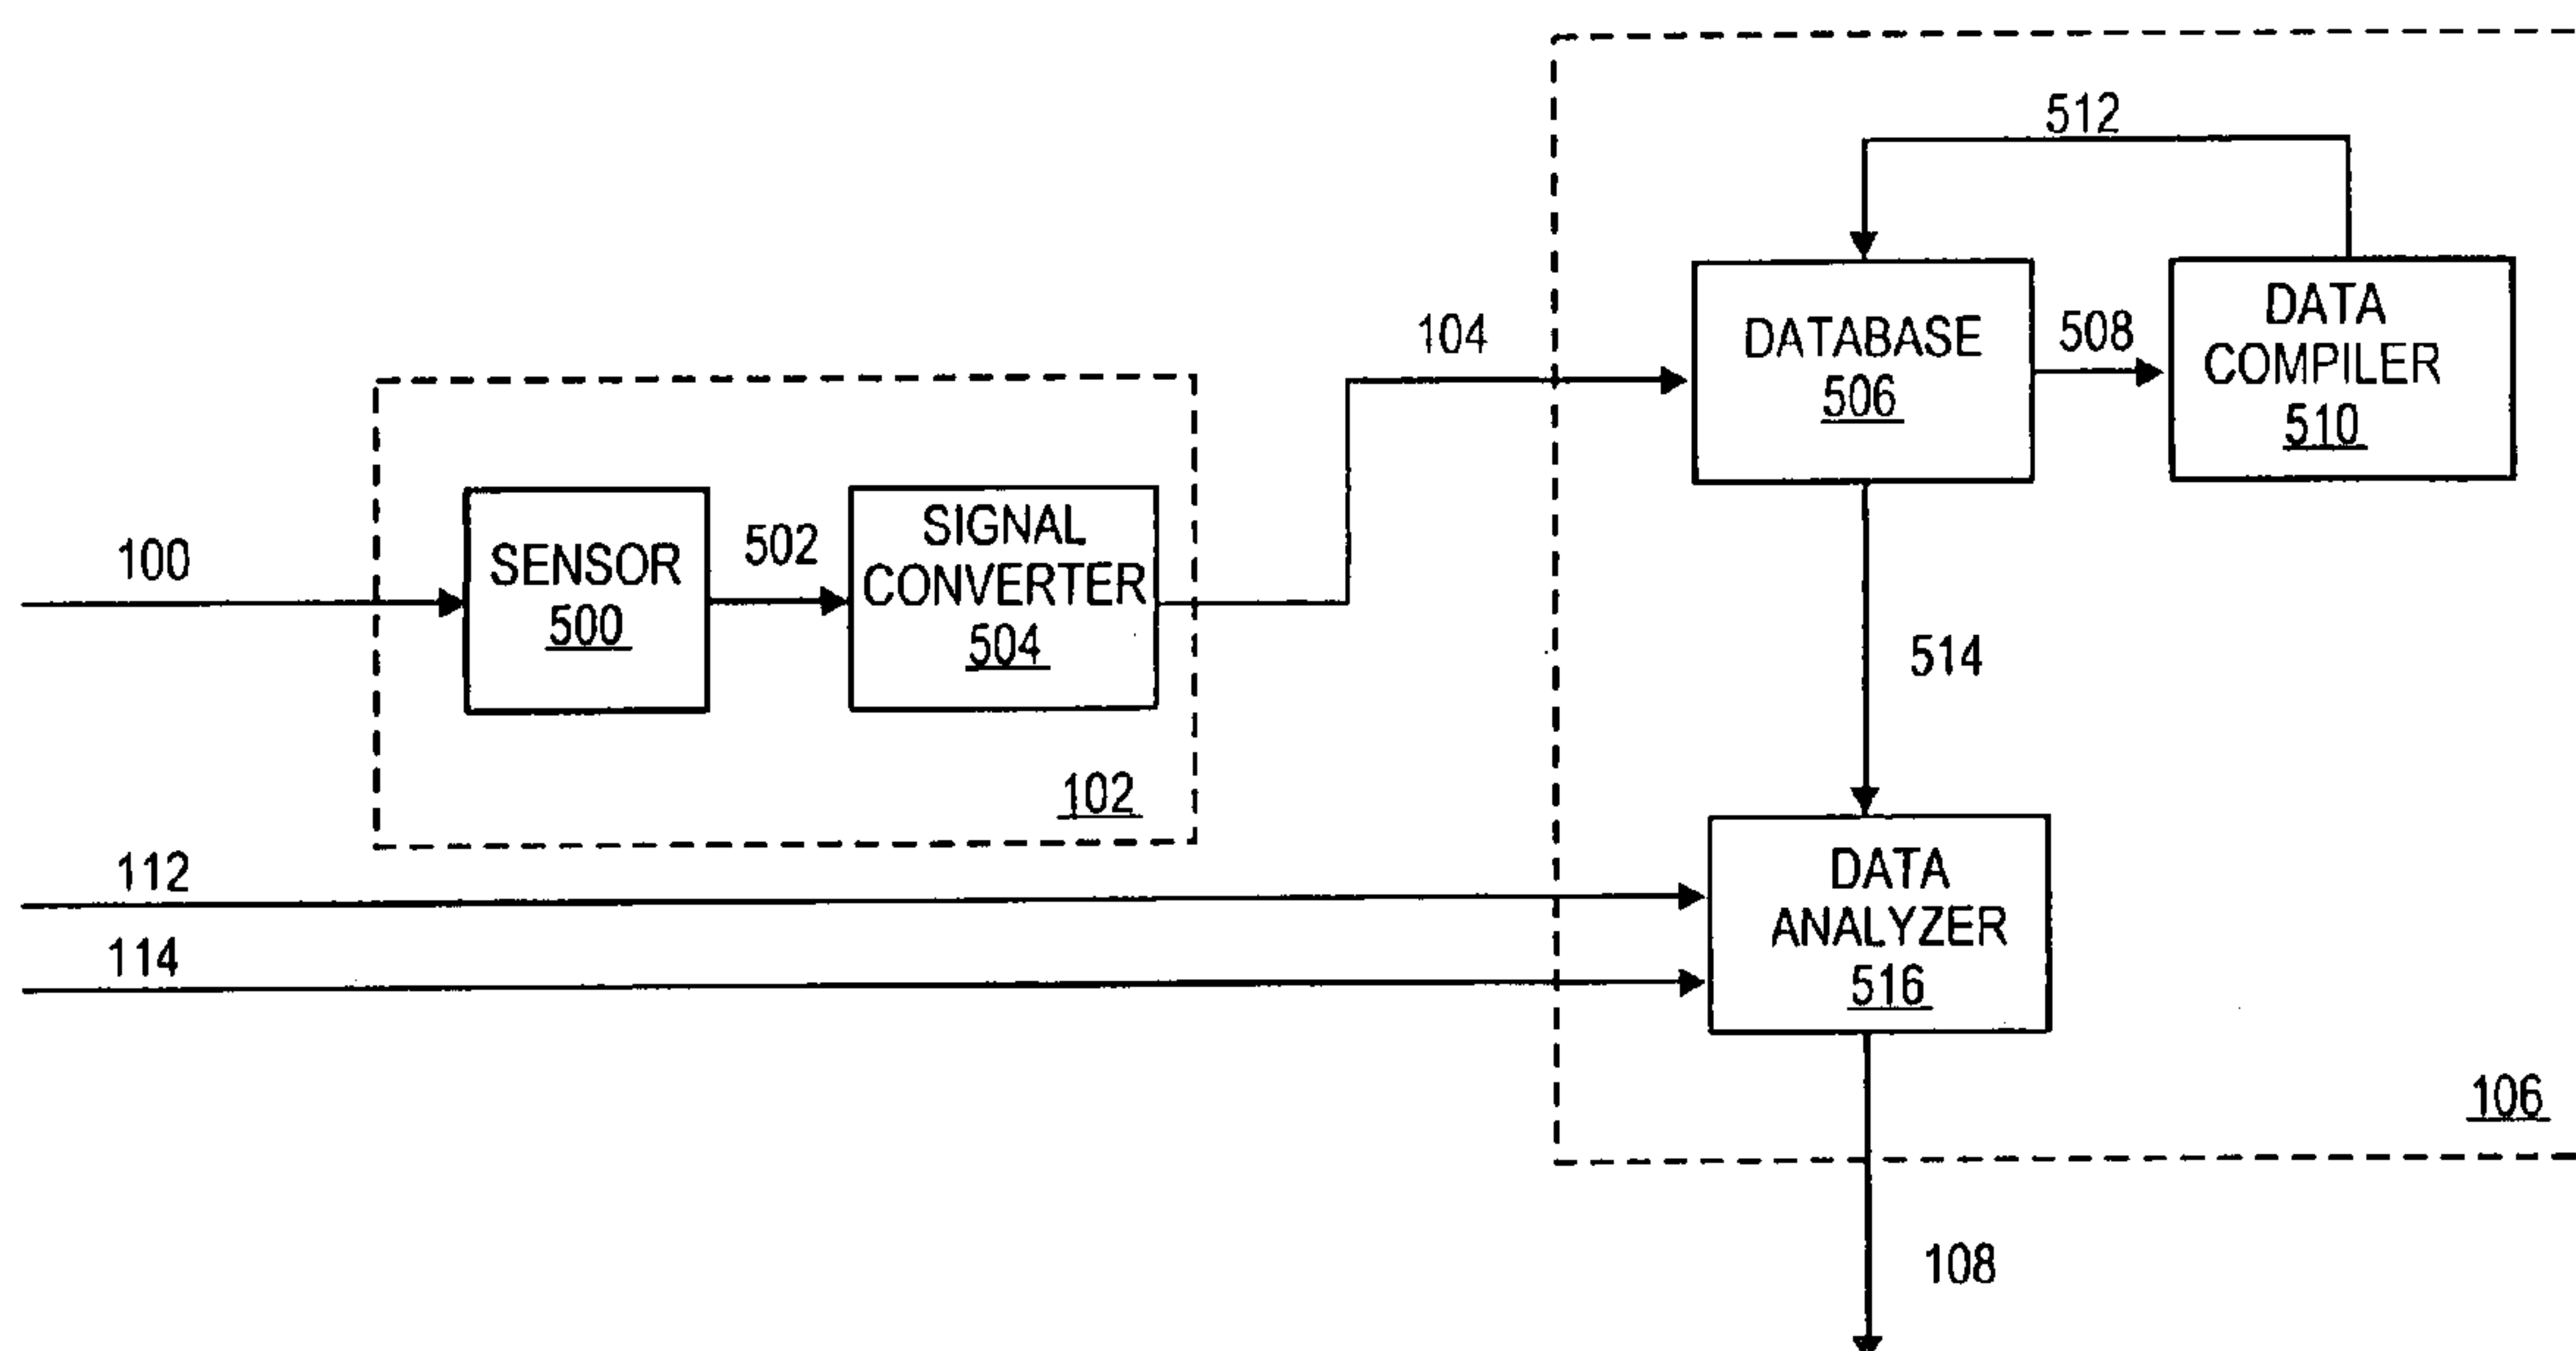 512
104
DATABASE
506
508
DATA
COMPILER
510
100
SENSOR
500
502
SIGNAL
CONVERTER
504
514
102
112
114
DATA
ANALYZER
516
106
108